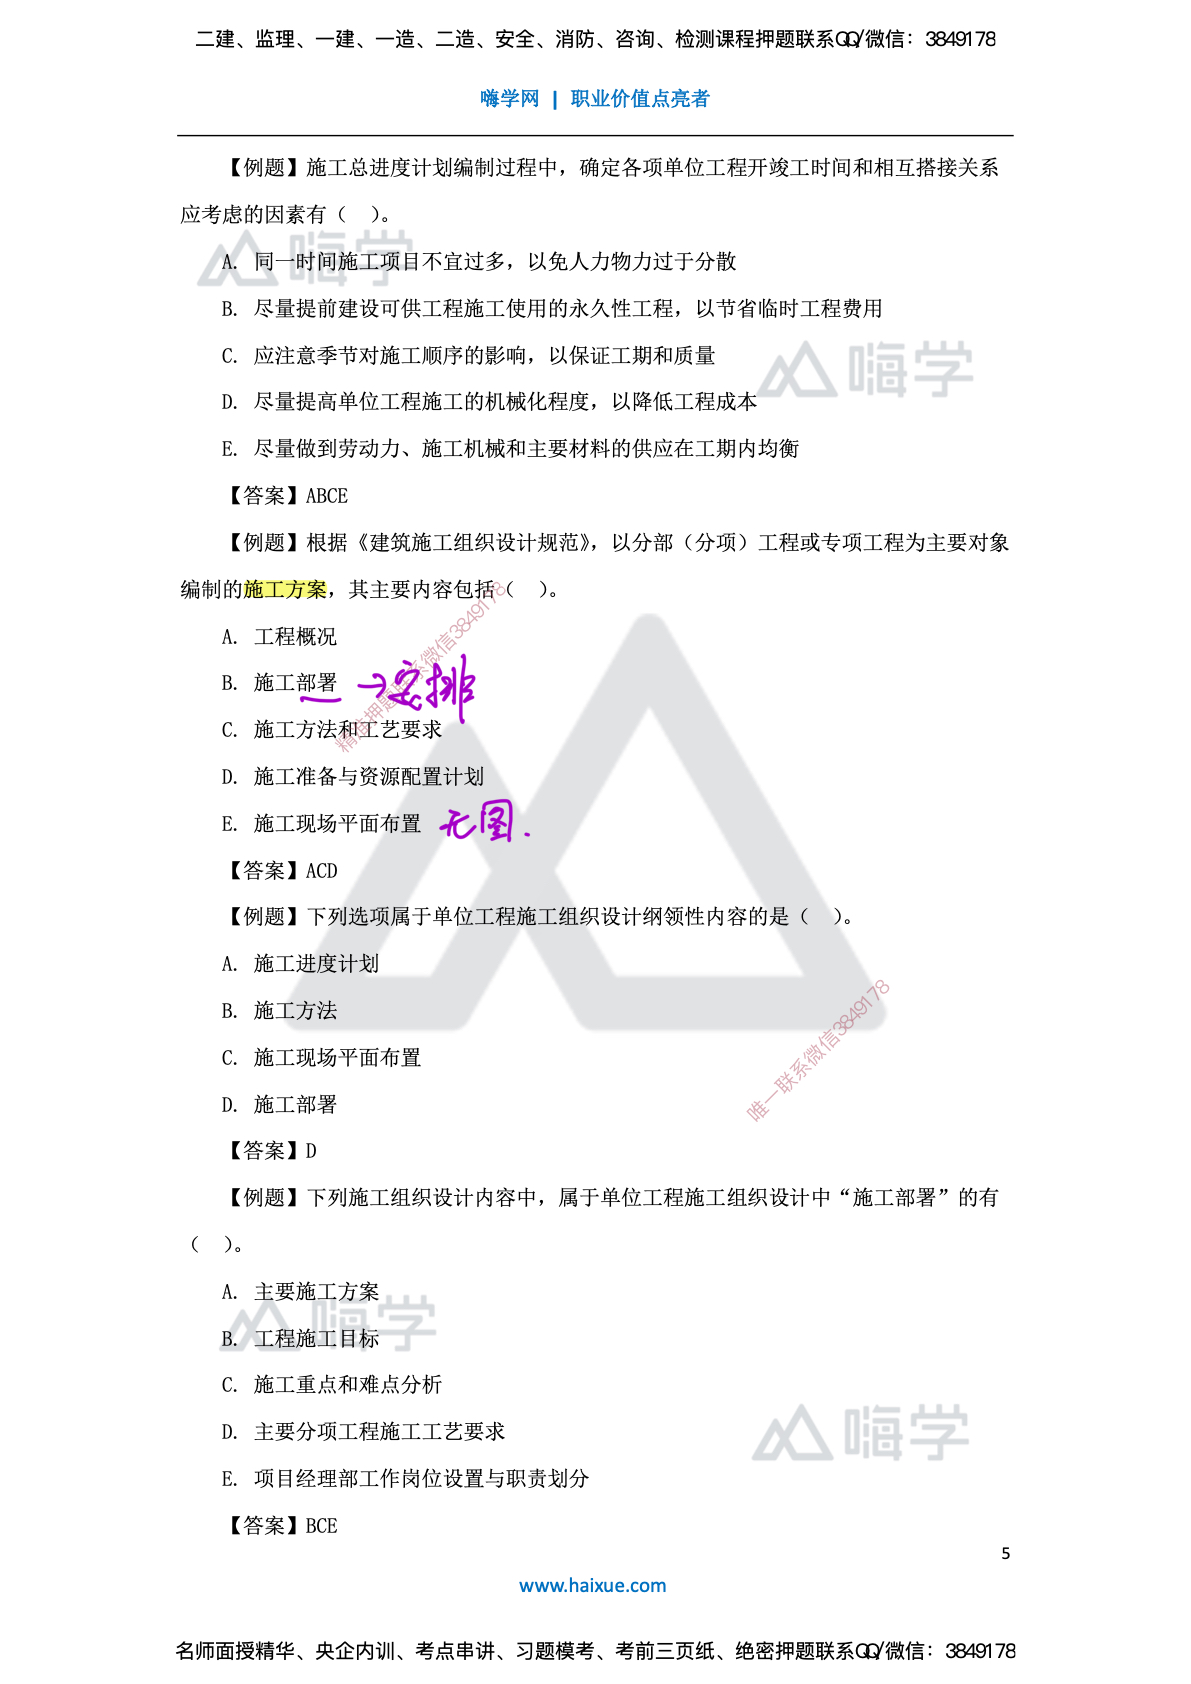 二建、监理、一建、一造、二造、安全、消防、咨询、检测课程押题联系QQ/微信：3849178
嗨学网 | 职业价值点亮者
【例题】施工总进度计划编制过程中，确定各项单位工程开竣工时间和相互搭接关系
应考虑的因素有（ ）。
嗨学
A. 同一时间施工项目不宜过多，以免人力物力过于分散
B. 尽量提前建设可供工程施工使用的永久性工程，以节省临时工程费用
C. 应注意季节对施工顺序的影响，以保证工期和质量
嗨学
D. 尽量提高单位工程施工的机械化程度，以降低工程成本
E. 尽量做到劳动力、施工机械和主要材料的供应在工期内均衡
【答案】ABCE
【例题】根据《建筑施工组织设计规范》，以分部（分项）工程或专项工程为主要对象
编制的施工方案，其主要内容包括（ ）。
精准押题联系微信3849178
A. 工程概况
B. 施工部署
C. 施工方法和工艺要求
D. 施工准备与资源配置计划
E. 施工现场平面布置 无图.
【答案】ACD
【例题】下列选项属于单位工程施工组织设计纲领性内容的是（ ）。
A. 施工进度计划
B. 施工方法
C. 施工现场平面布置
唯一联系微信3849178
D. 施工部署
【答案】D
【例题】下列施工组织设计内容中，属于单位工程施工组织设计中“施工部署”的有
（ ）。
A. 主要施工方案
嗨学
B. 工程施工目标
C. 施工重点和难点分析
D. 主要分项工程施工工艺要求
嗨学
E. 项目经理部工作岗位设置与职责划分
【答案】BCE
5
www.haixue.com
名师面授精华、央企内训、考点串讲、习题模考、考前三页纸、绝密押题联系QQ/微信：3849178